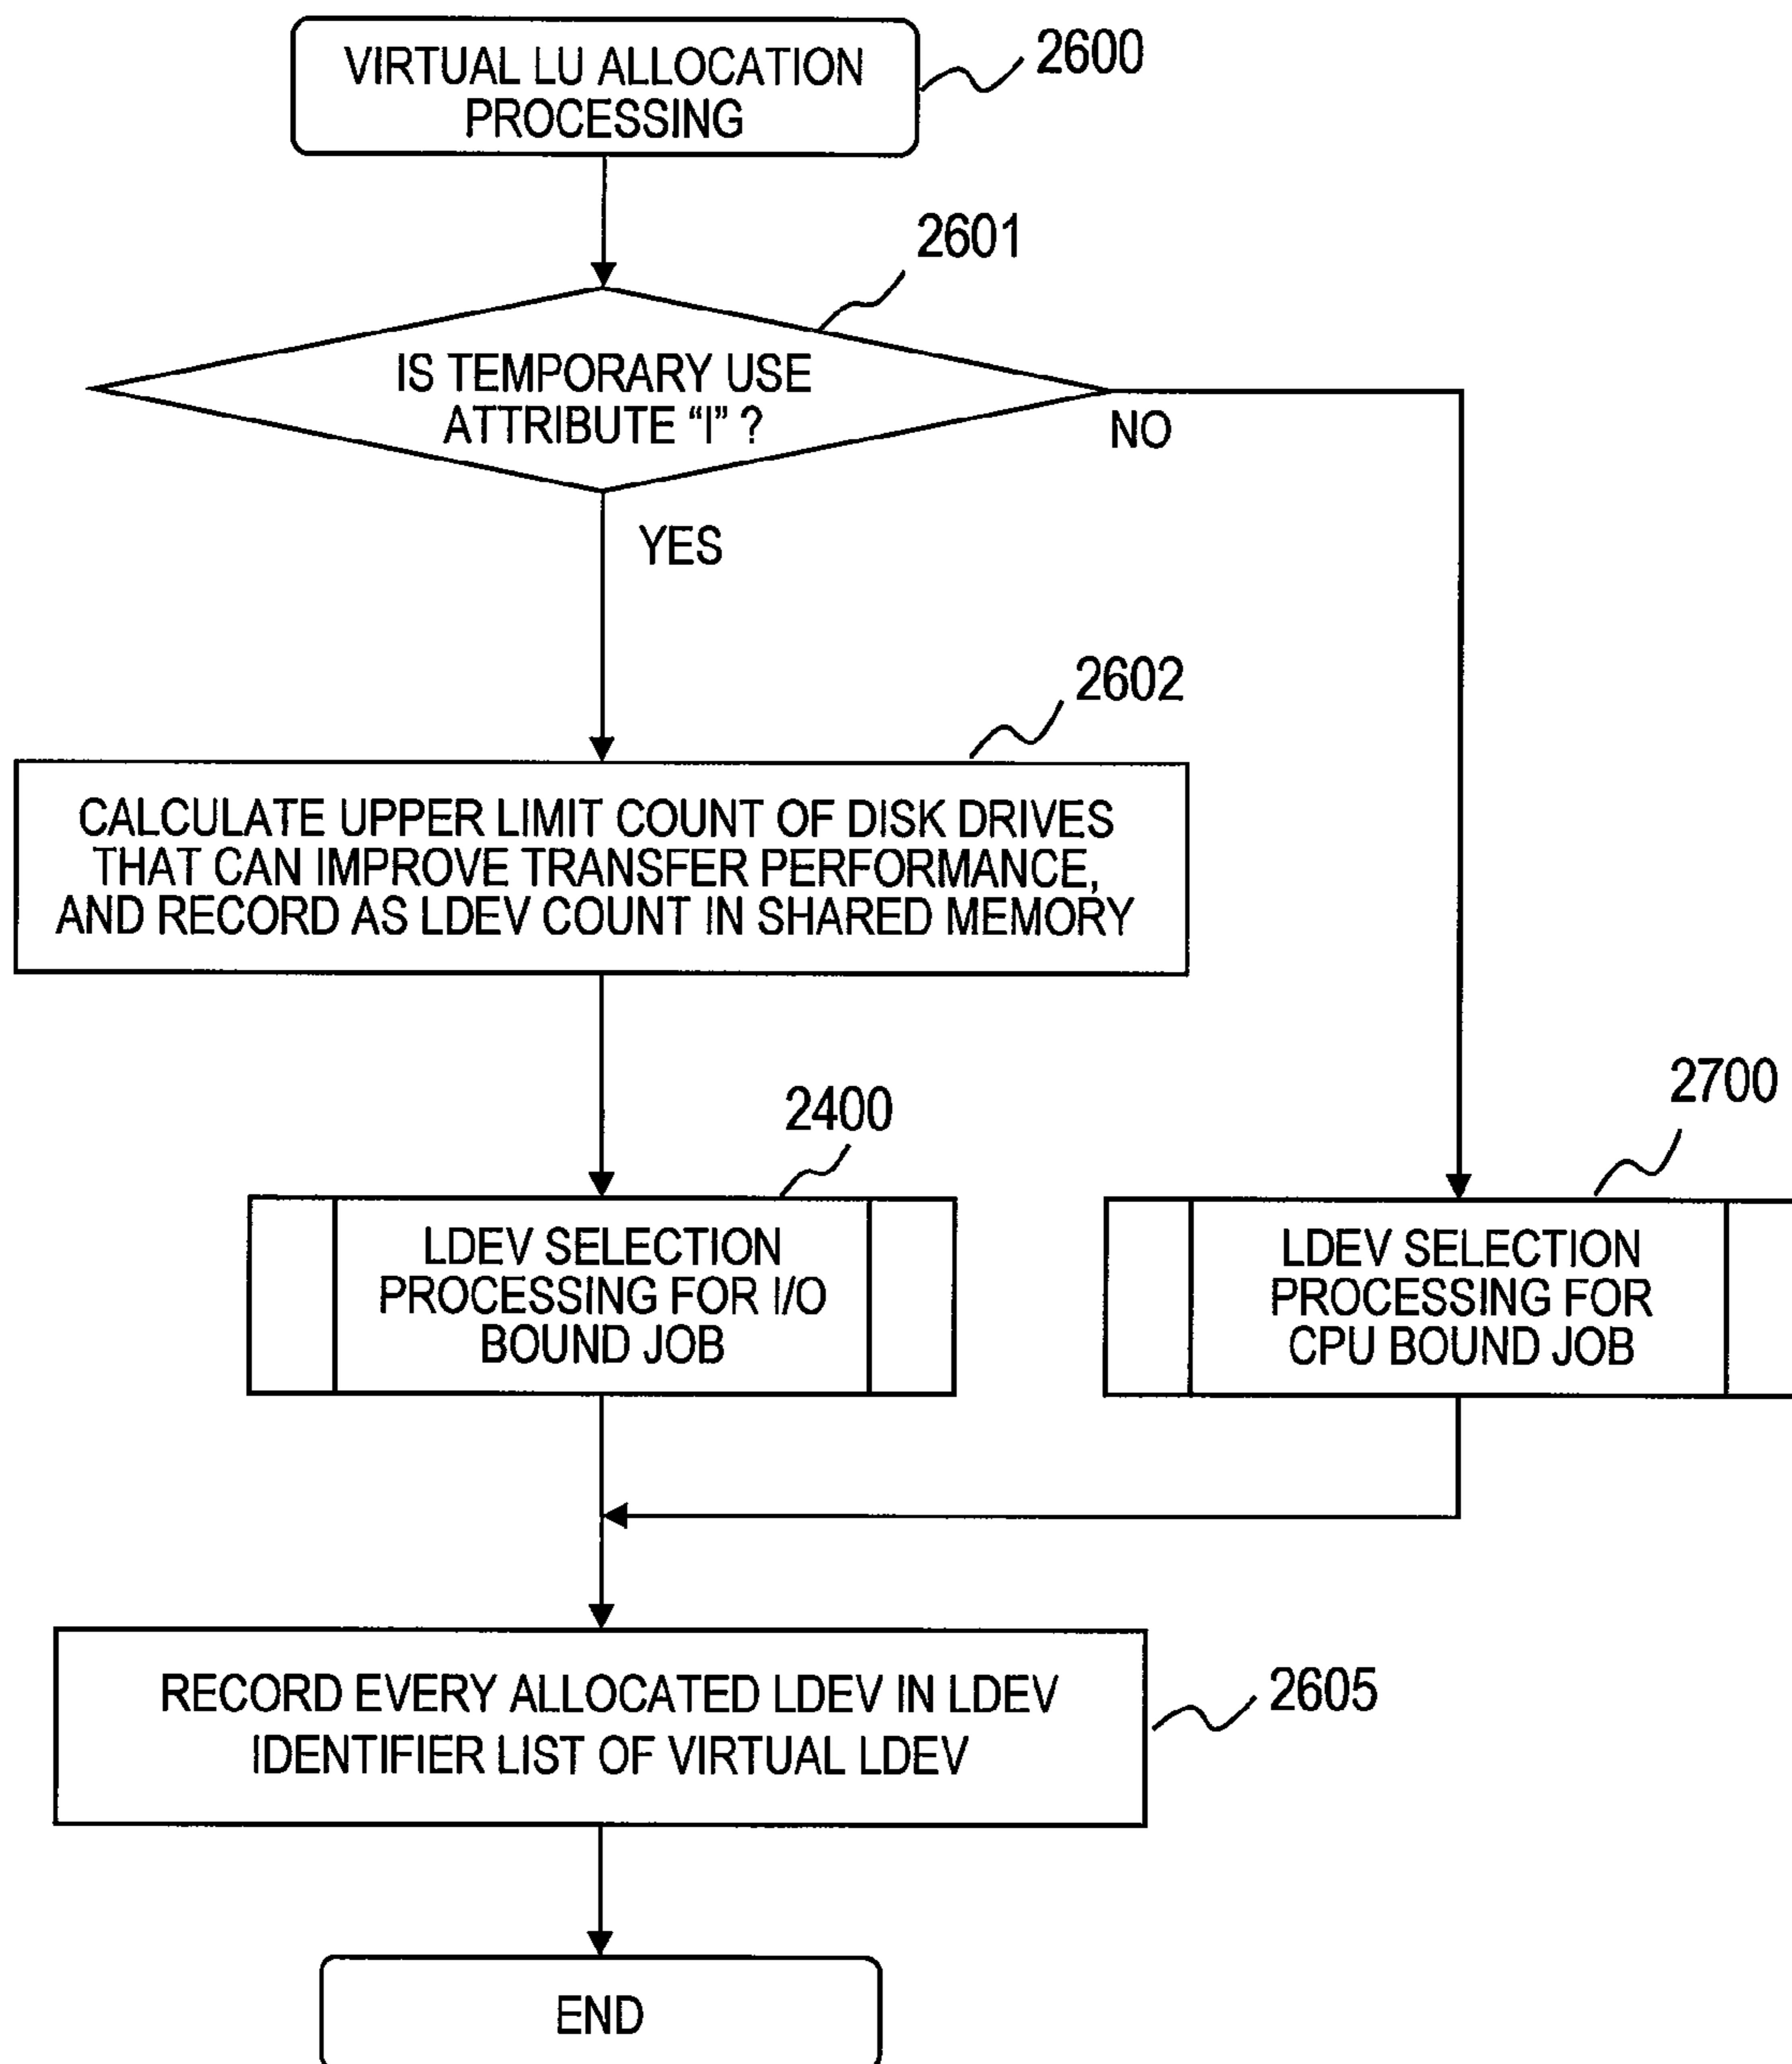 VIRTUAL LU ALLOCATION
PROCESSING
2600
2601
IS TEMPORARY USE
ATTRIBUTE “I” ?
NO
YES
2602
CALCULATE UPPER LIMIT COUNT OF DISK DRIVES
THAT CAN IMPROVE TRANSFER PERFORMANCE,
AND RECORD AS LDEV COUNT IN SHARED MEMORY
2400
LDEV SELECTION
PROCESSING FOR I/O
BOUND JOB
2700
LDEV SELECTION
PROCESSING FOR
CPU BOUND JOB
RECORD EVERY ALLOCATED LDEV IN LDEV
IDENTIFIER LIST OF VIRTUAL LDEV
2605
END